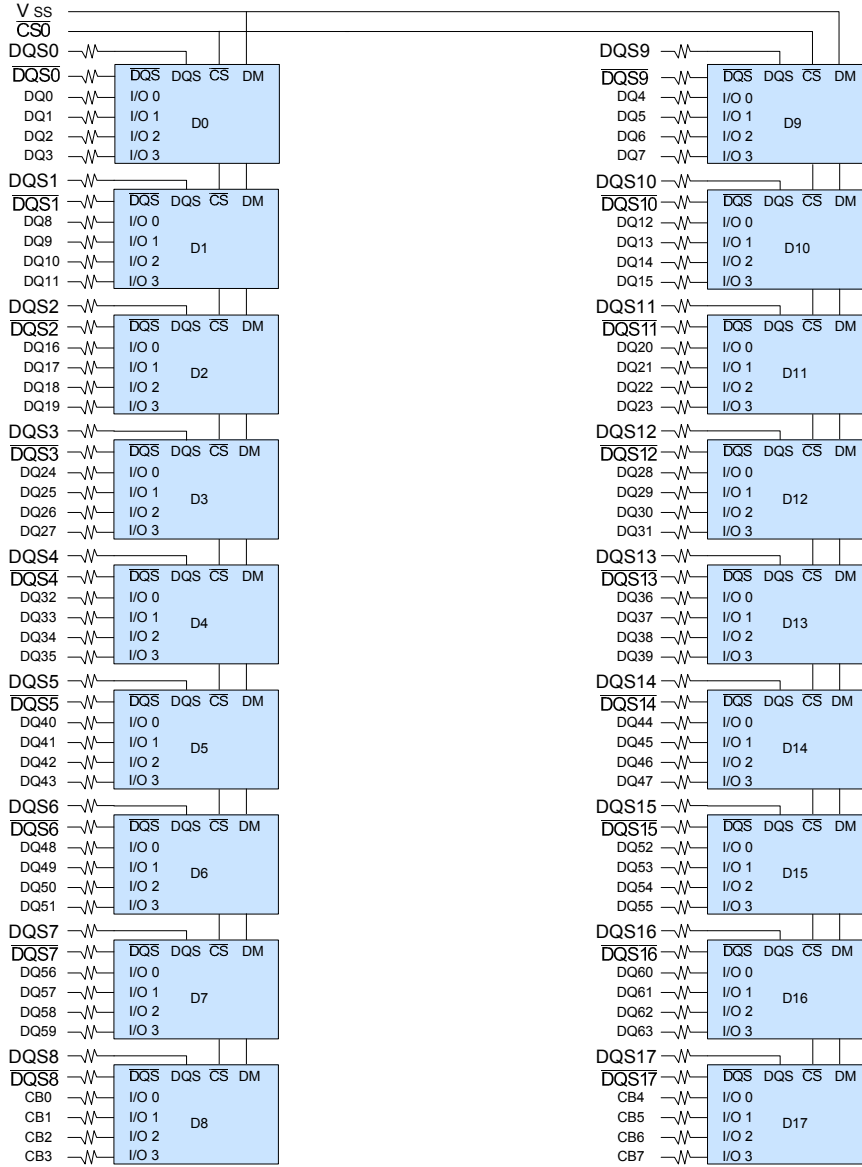 V SS
CS0
DQS0
DQS0 DQS DQS CS DM
DQ0 I/O 0
DQ1 I/O 1
D0
DQ2 I/O 2
DQ3 I/O 3
DQS1
DQS1 DQS DQS CS DM
DQ8 I/O 0
DQ9 I/O 1
D1
DQ10 I/O 2
DQ11 I/O 3
DQS2
DQS2 DQS DQS CS DM
DQ16 I/O 0
DQ17 I/O 1
D2
DQ18 I/O 2
DQ19 I/O 3
DQS3
DQS3 DQS DQS CS DM
DQ24 I/O 0
DQ25 I/O 1
D3
DQ26 I/O 2
DQ27 I/O 3
DQS4
DQS4 DQS DQS CS DM
DQ32 I/O 0
DQ33 I/O 1
D4
DQ34 I/O 2
DQ35 I/O 3
DQS5
DQS5 DQS DQS CS DM
DQ40 I/O 0
DQ41 I/O 1
D5
DQ42 I/O 2
DQ43 I/O 3
DQS6
DQS6 DQS DQS CS DM
DQ48 I/O 0
DQ49 I/O 1
D6
DQ50 I/O 2
DQ51 I/O 3
DQS7
DQS7 DQS DQS CS DM
DQ56 I/O 0
DQ57 I/O 1
D7
DQ58 I/O 2
DQ59 I/O 3
DQS8
DQS8 DQS DQS CS DM
CB0 I/O 0
CB1 I/O 1
D8
CB2 I/O 2
CB3 I/O 3
DQS9
DQS9 DQS DQS CS DM
DQ4 I/O 0
DQ5 I/O 1
D9
DQ6 I/O 2
DQ7 I/O 3
DQS10
DQS10 DQS DQS CS DM
DQ12 I/O 0
DQ13 I/O 1
D10
DQ14 I/O 2
DQ15 I/O 3
DQS11
DQS11 DQS DQS CS DM
DQ20 I/O 0
DQ21 I/O 1
D11
DQ22 I/O 2
DQ23 I/O 3
DQS12
DQS12 DQS DQS CS DM
DQ28 I/O 0
DQ29 I/O 1
D12
DQ30 I/O 2
DQ31 I/O 3
DQS13
DQS13 DQS DQS CS DM
DQ36 I/O 0
DQ37 I/O 1
D13
DQ38 I/O 2
DQ39 I/O 3
DQS14
DQS14 DQS DQS CS DM
DQ44 I/O 0
DQ45 I/O 1
D14
DQ46 I/O 2
DQ47 I/O 3
DQS15
DQS15 DQS DQS CS DM
DQ52 I/O 0
DQ53 I/O 1
D15
DQ54 I/O 2
DQ55 I/O 3
DQS16
DQS16 DQS DQS CS DM
DQ60 I/O 0
DQ61 I/O 1
D16
DQ62 I/O 2
DQ63 I/O 3
DQS17
DQS17 DQS DQS CS DM
CB4 I/O 0
CB5 I/O 1
D17
CB6 I/O 2
CB7 I/O 3